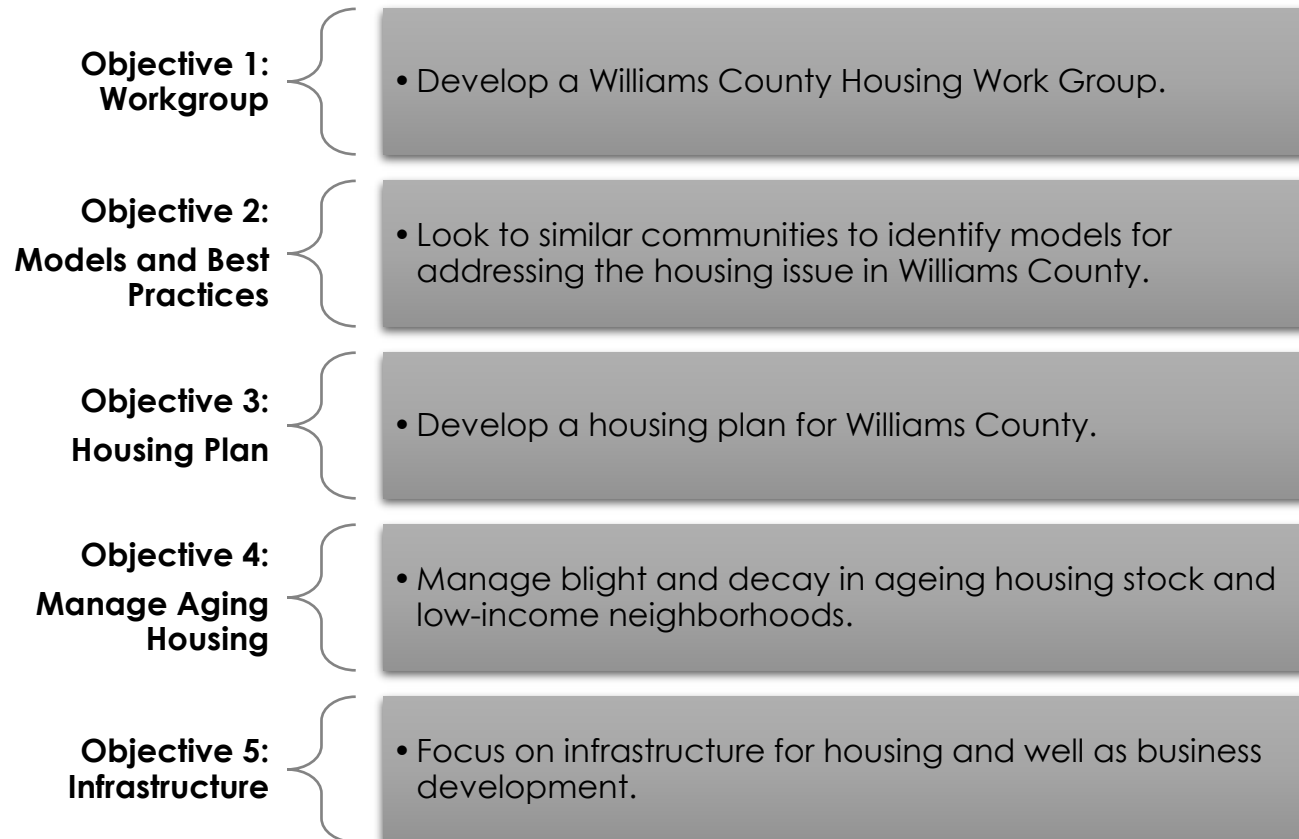 Objective 1:
Workgroup
• Develop a Williams County Housing Work Group.
Objective 2:
Models and Best
Practices
• Look to similar communities to identify models for
addressing the housing issue in Williams County.
Objective 3:
Housing Plan
• Develop a housing plan for Williams County.
Objective 4:
Manage Aging
Housing
• Manage blight and decay in ageing housing stock and
low-income neighborhoods.
Objective 5:
Infrastructure
• Focus on infrastructure for housing and well as business
development.